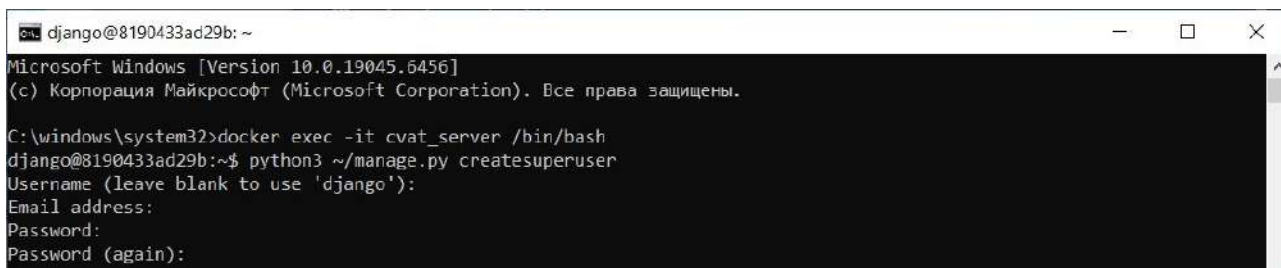 django@8190433ad29b: ~
Microsoft Windows [Version 10.0.19045.6456]
(c) Корпорация Майкрософт (Microsoft Corporation). Все права защищены.
C:\windows\system32>docker exec -it cvat_server /bin/bash
django@8190433ad29b:~$ python3 ~/manage.py createsuperuser
Username (leave blank to use 'django'):
Email address:
Password:
Password (again):